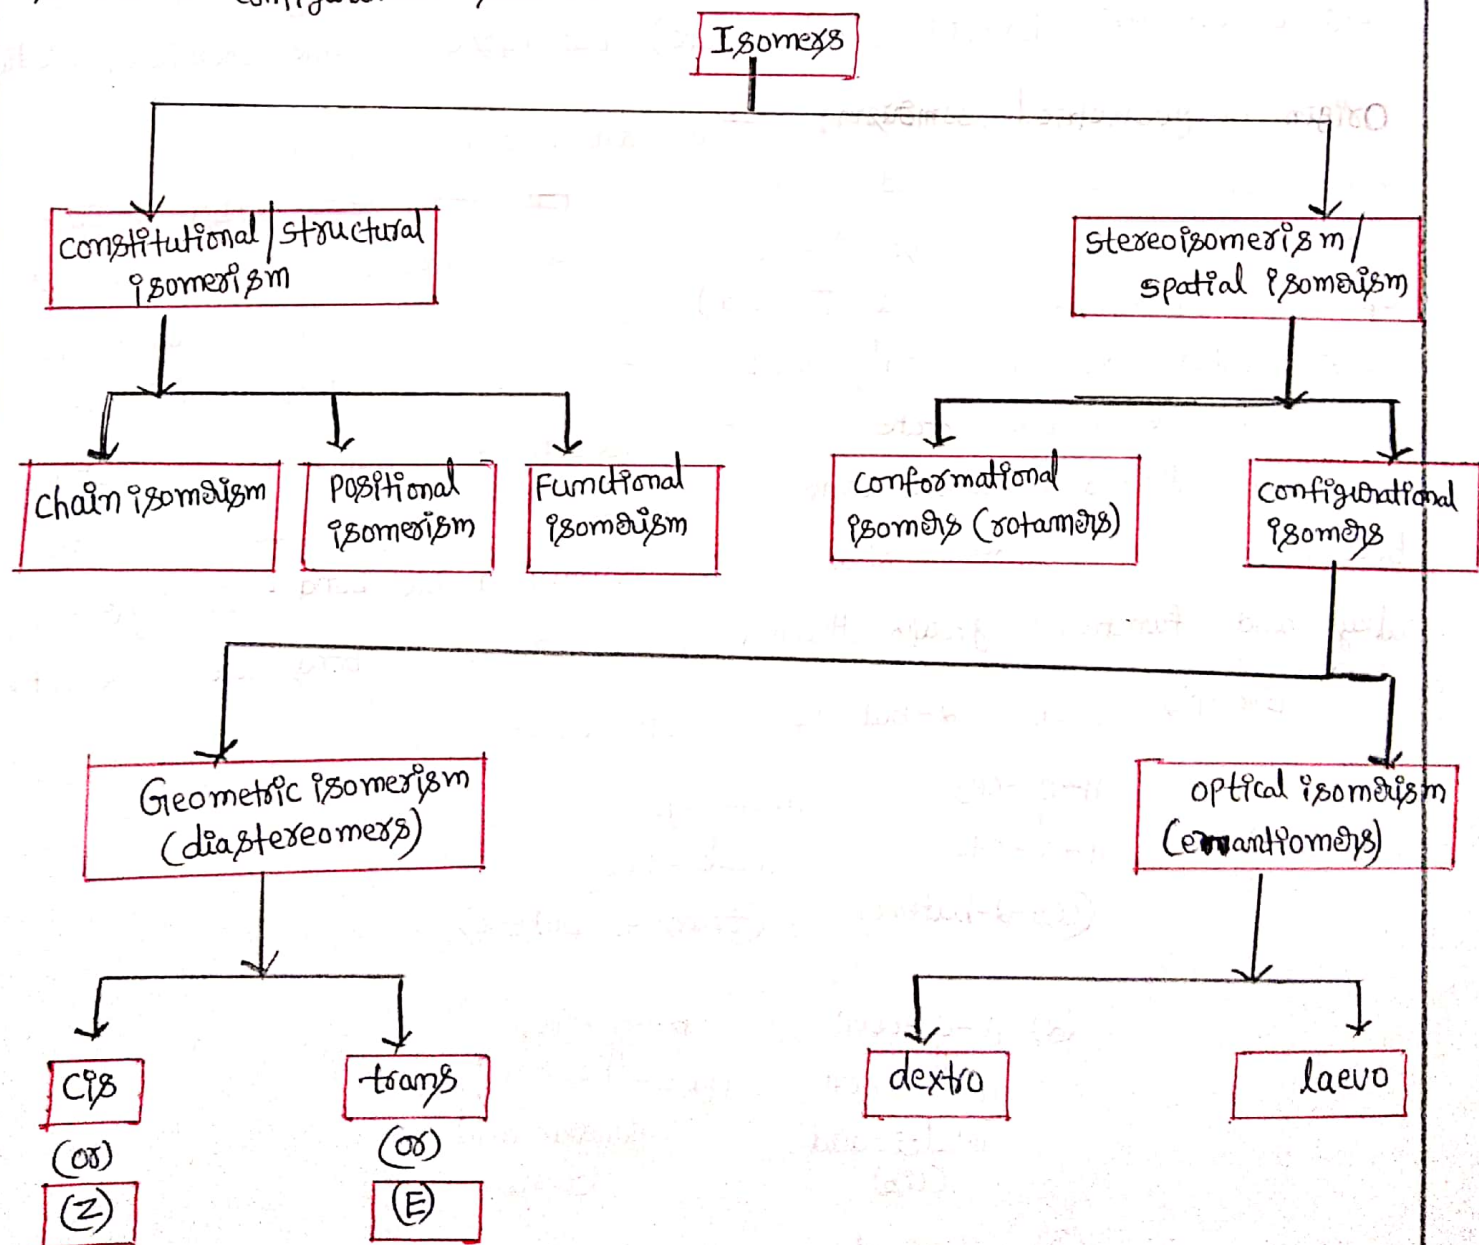 Isomers
constitutional/structural
isomerism
stereoisomerism/
spatial isomerism
chain isomerism
Positional
isomerism
Functional
isomerism
conformational
isomers (rotamers)
configurational
isomers
Geometric isomerism
(diastereomers)
optical isomerism
(enantiomers)
cis
(or)
(Z)
trans
(or)
(E)
dextro
laevo